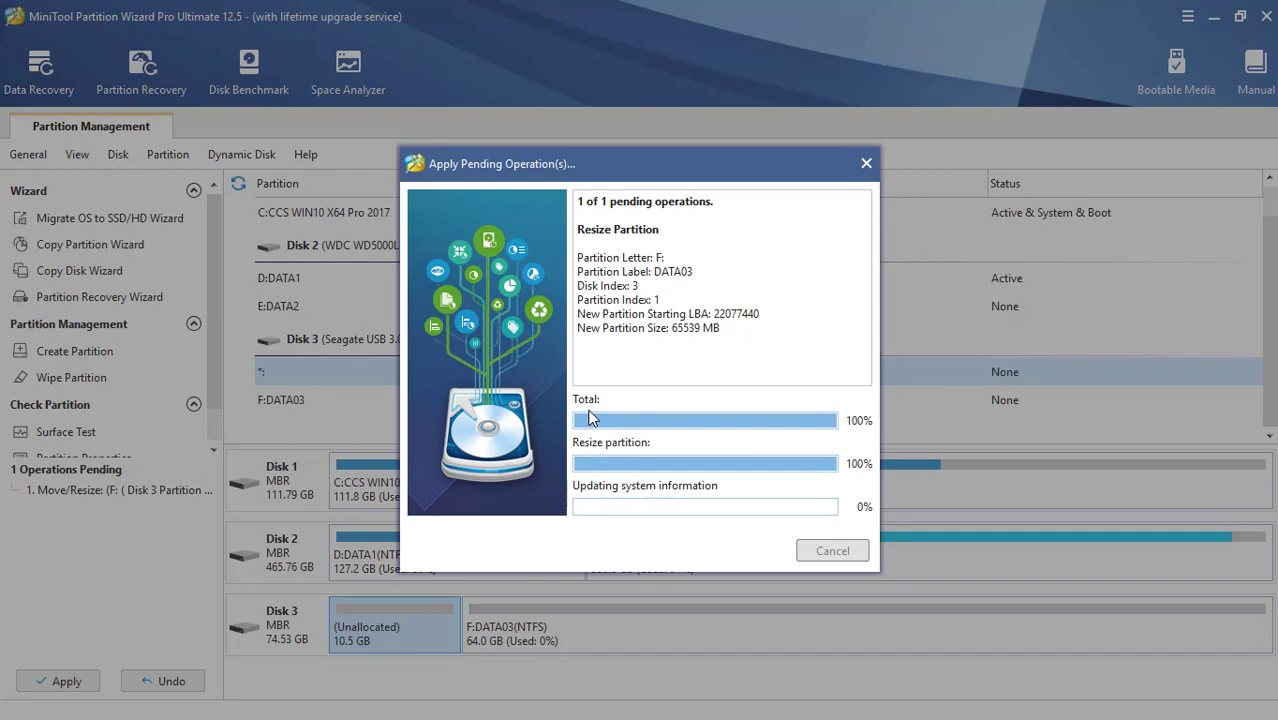 MiniTool Partition Wizard Pro Ultimate 12.5 - (with lifetime upgrade service)
Data Recovery
Partition Recovery
Disk Benchmark
Space Analyzer
Bootable Media
Manual
Partition Management
General
View
Disk
Partition
Dynamic Disk
Help
Wizard
Migrate OS to SSD/HD Wizard
Copy Partition Wizard
Copy Disk Wizard
Partition Recovery Wizard
Partition Management
Create Partition
Wipe Partition
Check Partition
Surface Test
Partition Properties
1 Operations Pending
1. Move/Resize: (F: ( Disk 3 Partition ...
Apply
Undo
Partition
Status
C:CCS WIN10 X64 Pro 2017
Active & System & Boot
Disk 2 (WDC WD5000L
D:DATA1
Active
E:DATA2
None
Disk 3 (Seagate USB 3.0
*:
None
F:DATA03
None
Apply Pending Operation(s)...
1 of 1 pending operations.
Resize Partition
Partition Letter: F:
Partition Label: DATA03
Disk Index: 3
Partition Index: 1
New Partition Starting LBA: 22077440
New Partition Size: 65539 MB
Total:
100%
Resize partition:
100%
Updating system information
0%
Cancel
Disk 1
MBR
111.79 GB
C:CCS WIN10
111.8 GB (Us
Disk 2
MBR
465.76 GB
D:DATA1(NT
127.2 GB
Disk 3
MBR
74.53 GB
(Unallocated)
10.5 GB
F:DATA03(NTFS)
64.0 GB (Used: 0%)